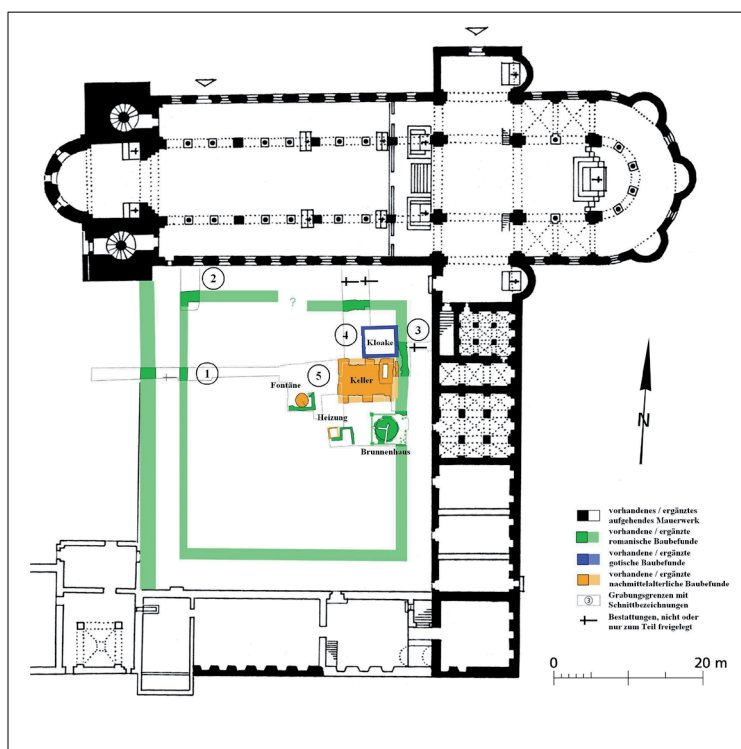 2
?
4
3
Kloake
1
5
Keller
Fontäne
Heizung
Brunnenhaus
N
vorhandenes / ergänztes
aufgehendes Mauerwerk
vorhandene / ergänzte
romanische Baubefunde
vorhandene / ergänzte
gotische Baubefunde
vorhandene / ergänzte
nachmittelalterliche Baubefunde
3
Grabungsgrenzen mit
Schnittbezeichnungen
Bestattungen, nicht oder
nur zum Teil freigelegt
0 20 m